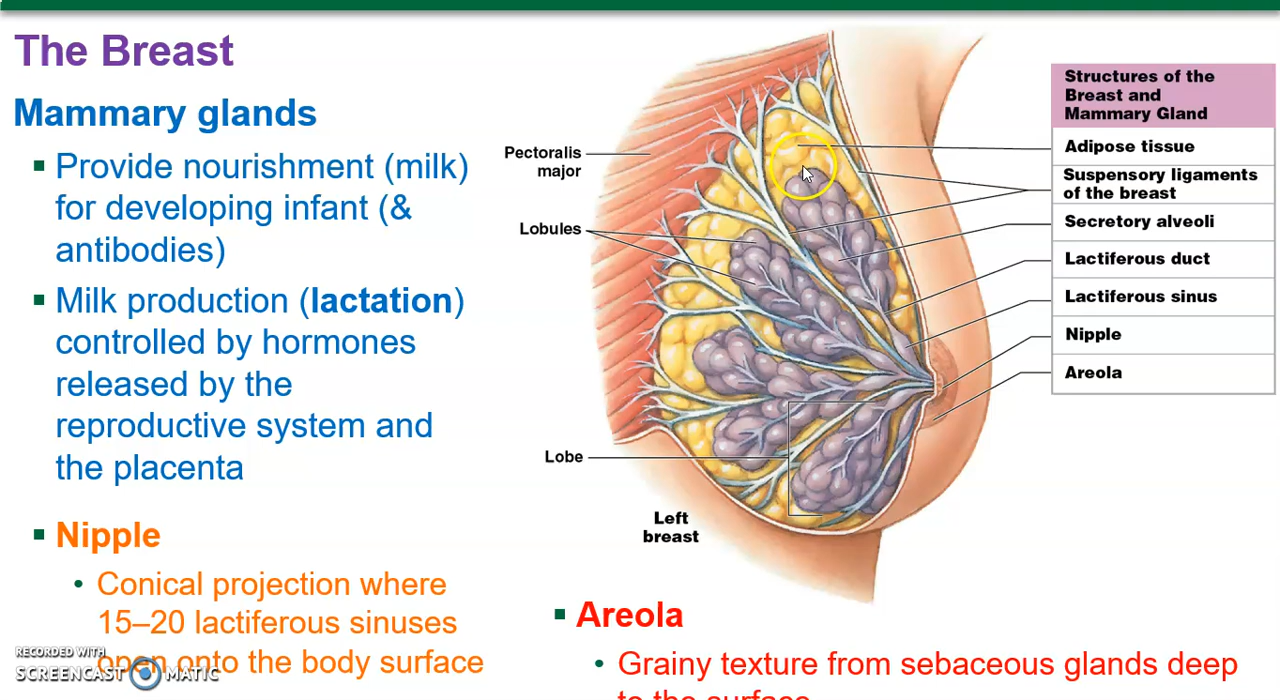 The Breast
Mammary glands
▪ Provide nourishment (milk)
for developing infant (&
antibodies)
▪ Milk production (lactation)
controlled by hormones
released by the
reproductive system and
the placenta
▪ Nipple
• Conical projection where
15–20 lactiferous sinuses
open onto the body surface
RECORDED WITH
SCREENCAST MATIC
Pectoralis
major
Lobules
Lobe
Left
breast
Structures of the
Breast and
Mammary Gland
Adipose tissue
Suspensory ligaments
of the breast
Secretory alveoli
Lactiferous duct
Lactiferous sinus
Nipple
Areola
▪ Areola
• Grainy texture from sebaceous glands deep
to the surface